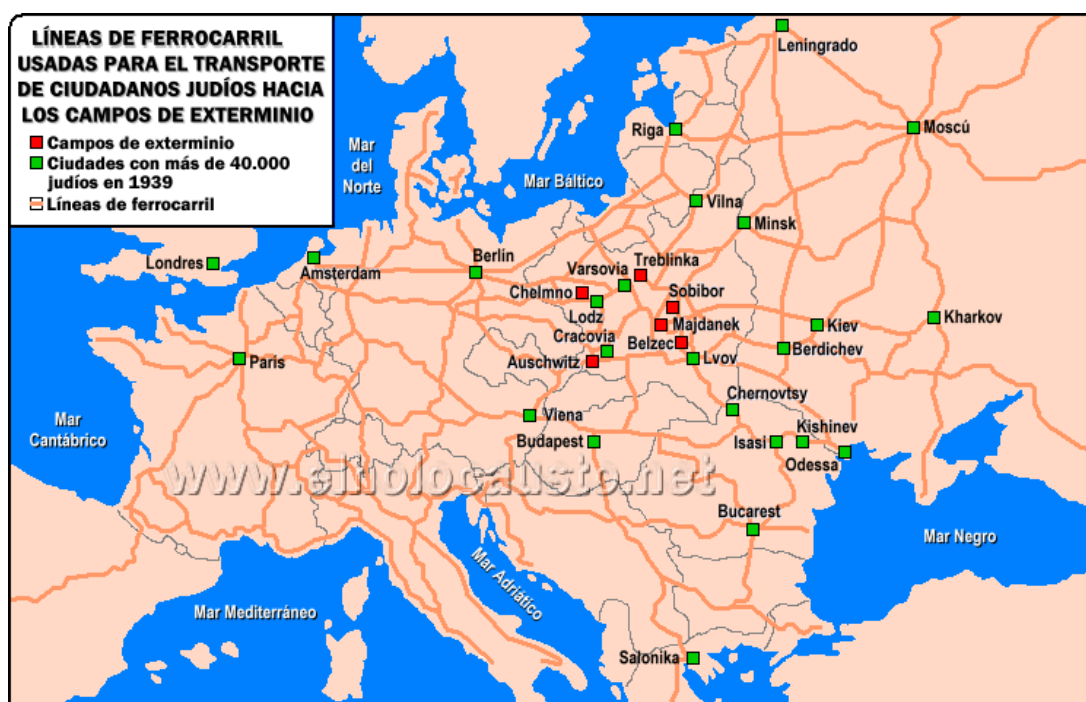 LÍNEAS DE FERROCARRIL
USADAS PARA EL TRANSPORTE
DE CIUDADANOS JUDÍOS HACIA
LOS CAMPOS DE EXTERMINIO
Campos de exterminio
Ciudades con más de 40.000
judíos en 1939
Líneas de ferrocarril
Leningrado
Mar
del
Norte
Riga
Moscú
Mar Báltico
Vilna
Minsk
Londres
Amsterdam
Berlín
Varsovia
Treblinka
Chelmno
Sobibor
Lodz
Majdanek
Kiev
Kharkov
Cracovia
Belzec
Berdichev
París
Auschwitz
Lvov
Mar
Cantábrico
Viena
Chernovtsy
Budapest
Isasi
Kishinev
Odessa
www.elholocausto.net
Bucarest
Mar Negro
Mar Adriático
Mar Mediterráneo
Salonika